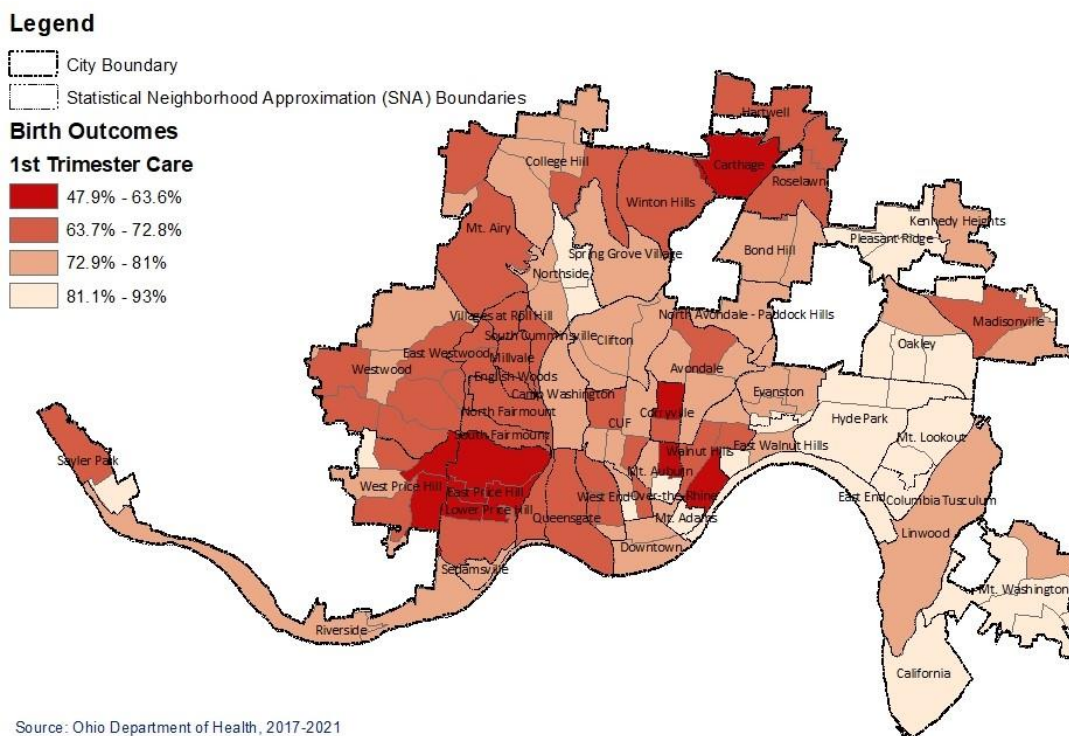 Legend
City Boundary
Statistical Neighborhood Approximation (SNA) Boundaries
Birth Outcomes
1st Trimester Care
47.9% - 63.6%
63.7% - 72.8%
72.9% - 81%
81.1% - 93%
Hartwell
College Hill
Carthage
Roselawn
Winton Hills
Kennedy Heights
Mt. Airy
Pleasant Ridge
Spring Grove Village
Bond Hill
Northside
Villages at Roll Hill
North Avondale - Paddock Hills
Madisonville
South Cumminsville
Clifton
Oakley
East Westwood
Millvale
Westwood
Avondale
English Woods
Camp Washington
Evanston
North Fairmount
Corryville
Hyde Park
CUF
South Fairmount
Mt. Lookout
East Walnut Hills
Walnut Hills
Sayler Park
Mt. Auburn
West Price Hill
East Price Hill
West End
Over-the-Rhine
East End
Columbia Tusculum
Lower Price Hill
Queensgate
Mt. Adams
Linwood
Downtown
Sedamsville
Mt. Washington
Riverside
California
Source: Ohio Department of Health, 2017-2021